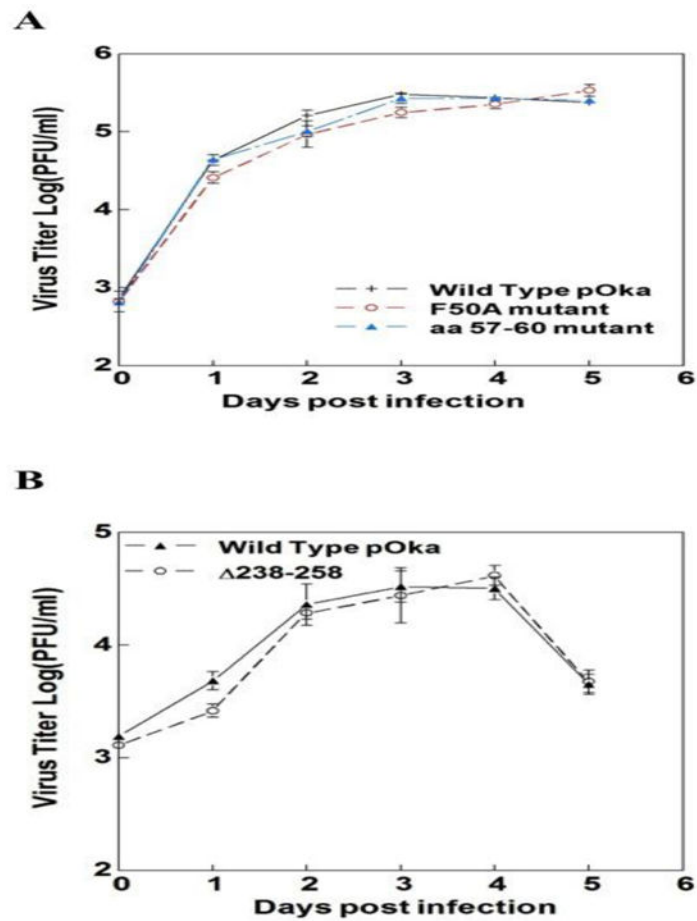 A
6
5
4
3
2
Virus Titer Log(PFU/ml)
Wild Type pOka
F50A mutant
aa 57-60 mutant
0 1 2 3 4 5 6
Days post infection
B
5
4
3
2
Virus Titer Log(PFU/ml)
Wild Type pOka
Δ238-258
0 1 2 3 4 5 6
Days post infection